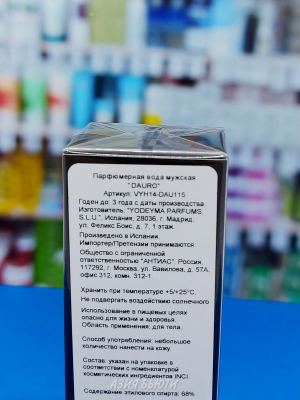 Парфюмерная вода мужская
"DAURO"
Артикул: VYH14-DAU115
Годен до: 3 года с даты производства
Изготовитель: "YODEYMA PARFUMS,
S.L.U.", Испания, 28036, г. Мадрид,
ул. Феликс Боис, д. 7, 1 этаж.
Произведено в Испании
Импортер/Претензии принимаются
Общество с ограниченной
ответственностью "АНТИАС". Россия,
117292, г. Москва, ул. Вавилова, д. 57А,
офис 312, комн. 312-1
Хранить при температуре +5/+25°C.
Не подвергать воздействию солнечного
Использование в пищевых целях
опасно для жизни и здоровья.
Область применения: для тела.
Способ употребления: небольшое
количество нанести на кожу.
Состав: указан на упаковке в
соответствии с номенклатурой
косметических ингредиентов INCI.
Содержание этилового спирта: 68%
АЗИЯ БЬЮТИ